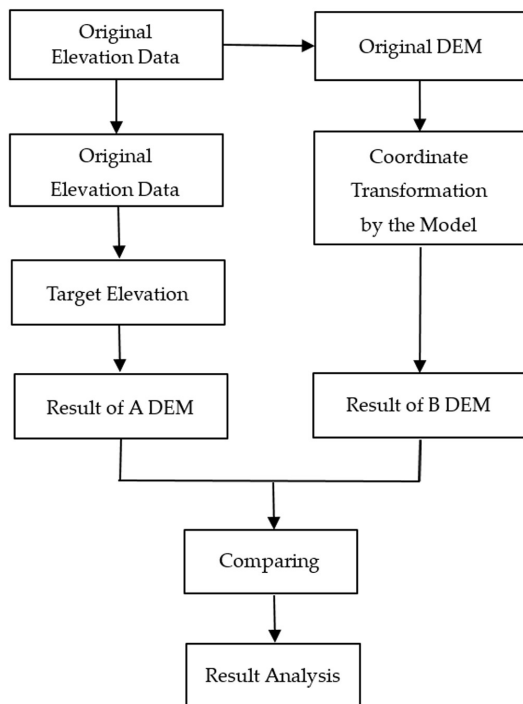 Original
Elevation Data
Original DEM
Original
Elevation Data
Coordinate
Transformation
by the Model
Target Elevation
Result of A DEM
Result of B DEM
Comparing
Result Analysis